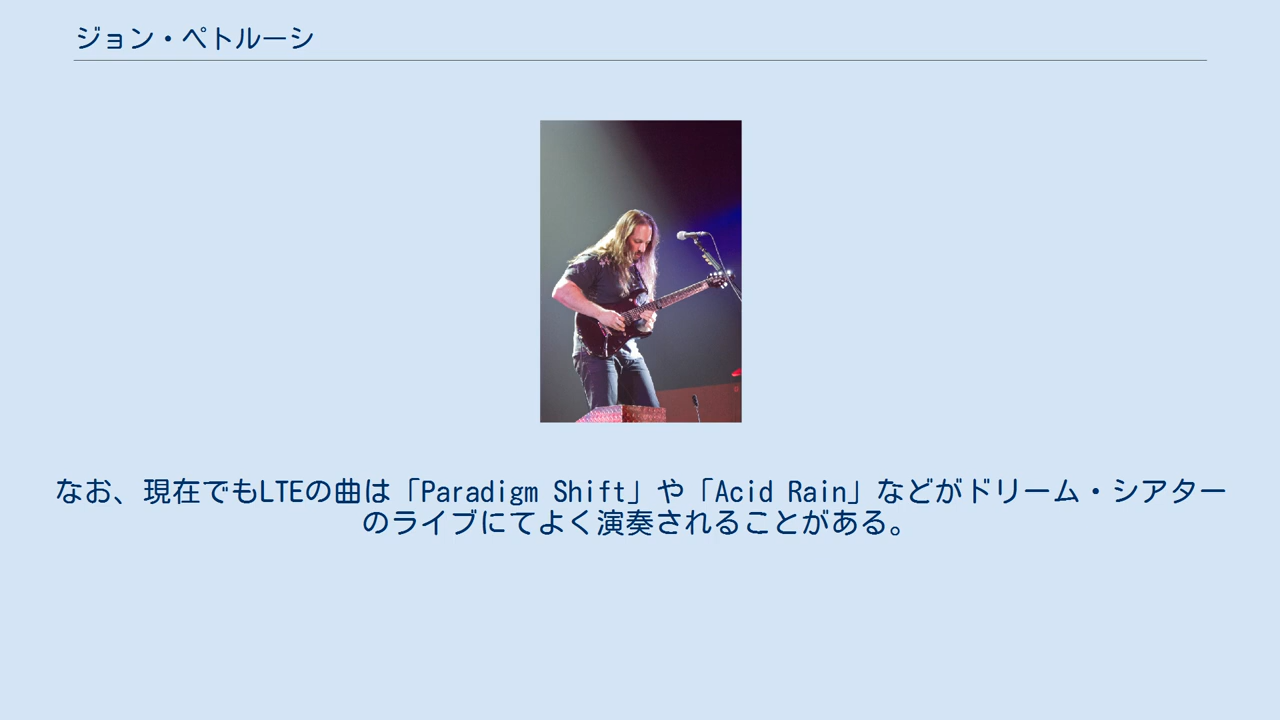 ジョン・ペトルーシ
なお、現在でもLTEの曲は「Paradigm Shift」や「Acid Rain」などがドリーム・シアター
のライブにてよく演奏されることがある。